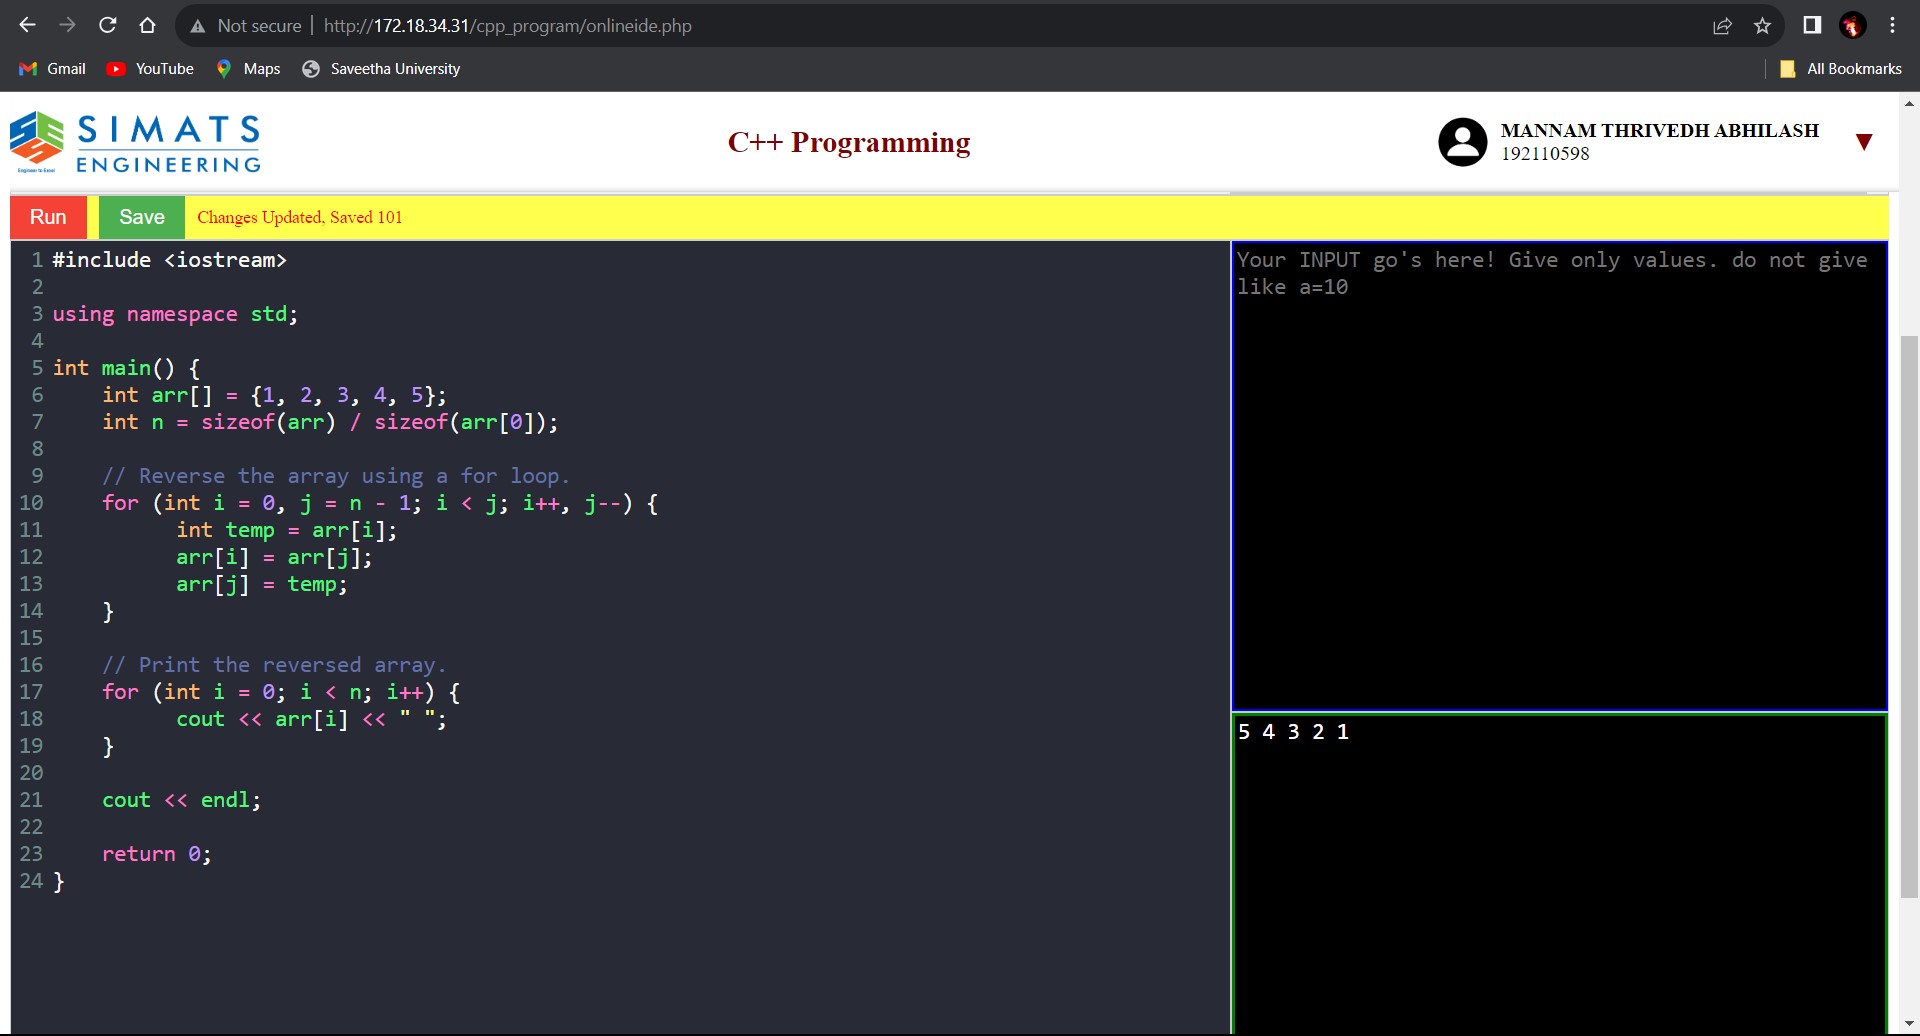 Not secure | http://172.18.34.31/cpp_program/onlineide.php
Gmail YouTube Maps Saveetha University All Bookmarks
SIMATS
ENGINEERING
Engineer to Excel
C++ Programming
MANNAM THRIVEDH ABHILASH
192110598
Run Save Changes Updated, Saved 101
1 #include <iostream>
2
3 using namespace std;
4
5 int main() {
6     int arr[] = {1, 2, 3, 4, 5};
7     int n = sizeof(arr) / sizeof(arr[0]);
8
9     // Reverse the array using a for loop.
10     for (int i = 0, j = n - 1; i < j; i++, j--) {
11           int temp = arr[i];
12           arr[i] = arr[j];
13           arr[j] = temp;
14     }
15
16     // Print the reversed array.
17     for (int i = 0; i < n; i++) {
18           cout << arr[i] << " ";
19     }
20
21     cout << endl;
22
23     return 0;
24 }
Your INPUT go's here! Give only values. do not give
like a=10
5 4 3 2 1